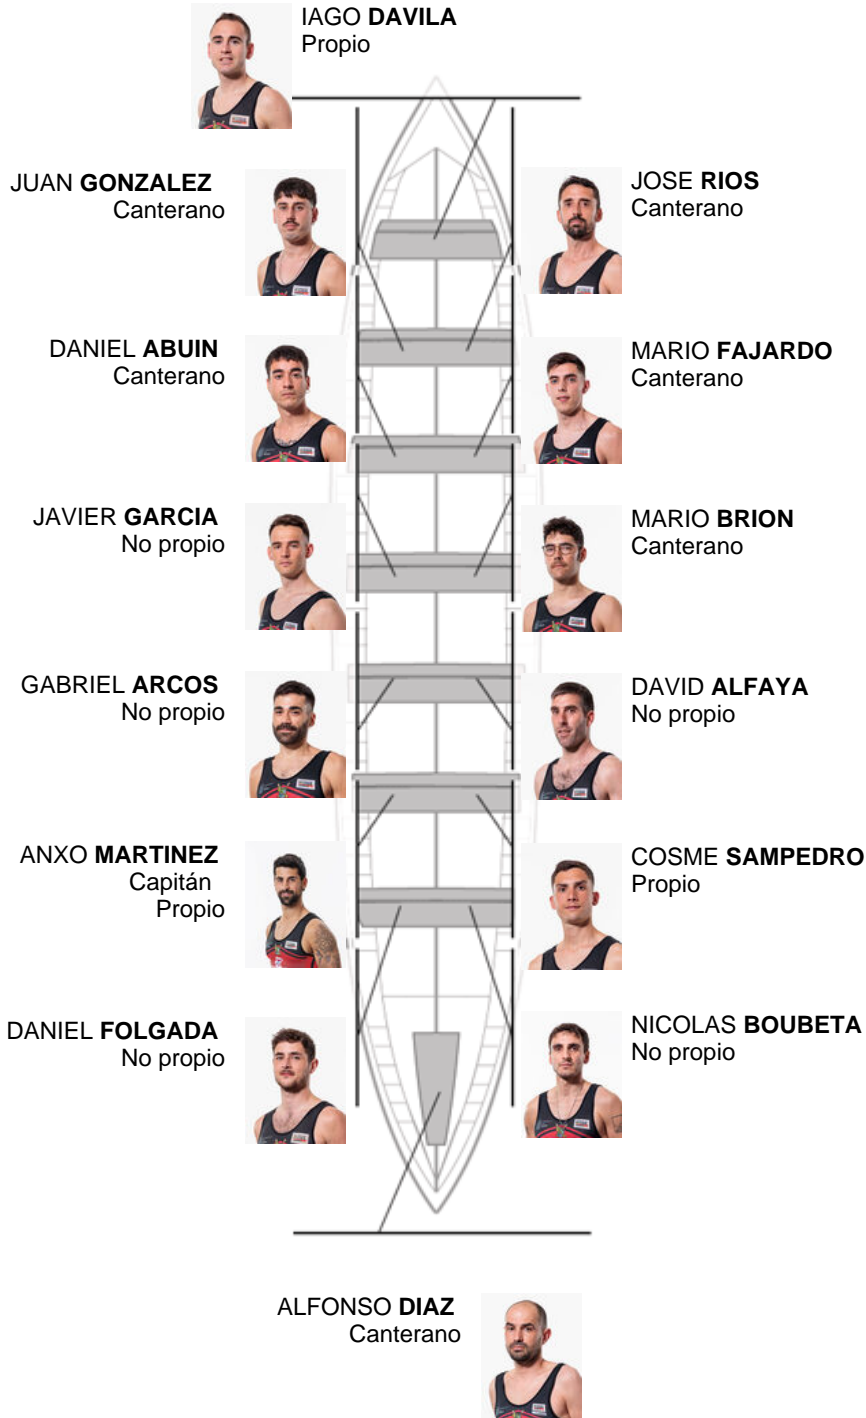 IAGO DAVILA
Propio
JUAN GONZALEZ
Canterano
JOSE RIOS
Canterano
DANIEL ABUIN
Canterano
MARIO FAJARDO
Canterano
JAVIER GARCIA
No propio
MARIO BRION
Canterano
GABRIEL ARCOS
No propio
DAVID ALFAYA
No propio
ANXO MARTINEZ
Capitán
Propio
COSME SAMPEDRO
Propio
DANIEL FOLGADA
No propio
NICOLAS BOUBETA
No propio
ALFONSO DIAZ
Canterano